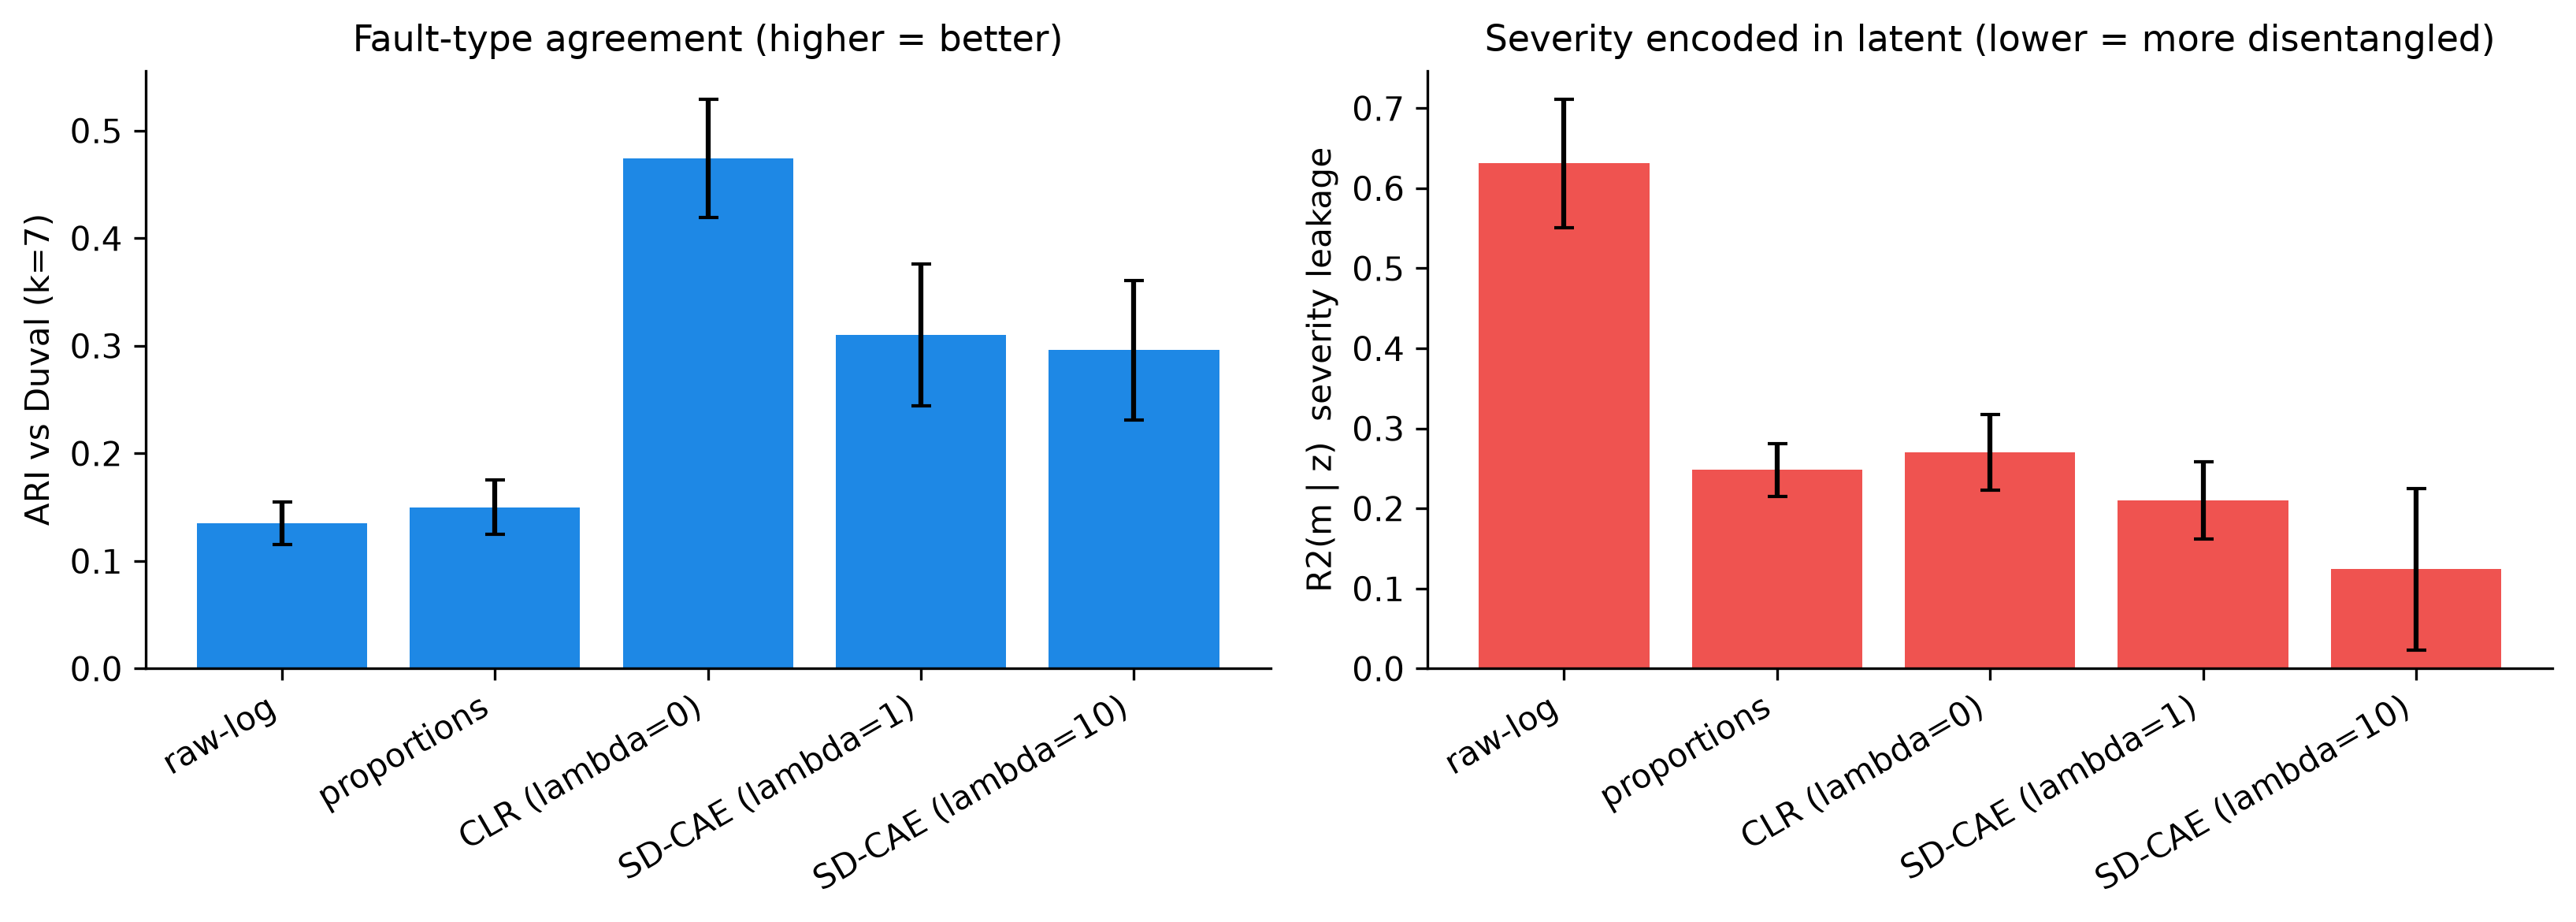 Fault-type agreement (higher = better)
ARI vs Duval (k=7)
0.5
0.4
0.3
0.2
0.1
0.0
raw-log
proportions
CLR (lambda=0)
SD-CAE (lambda=1)
SD-CAE (lambda=10)
Severity encoded in latent (lower = more disentangled)
R2(m | z) severity leakage
0.7
0.6
0.5
0.4
0.3
0.2
0.1
0.0
raw-log
proportions
CLR (lambda=0)
SD-CAE (lambda=1)
SD-CAE (lambda=10)